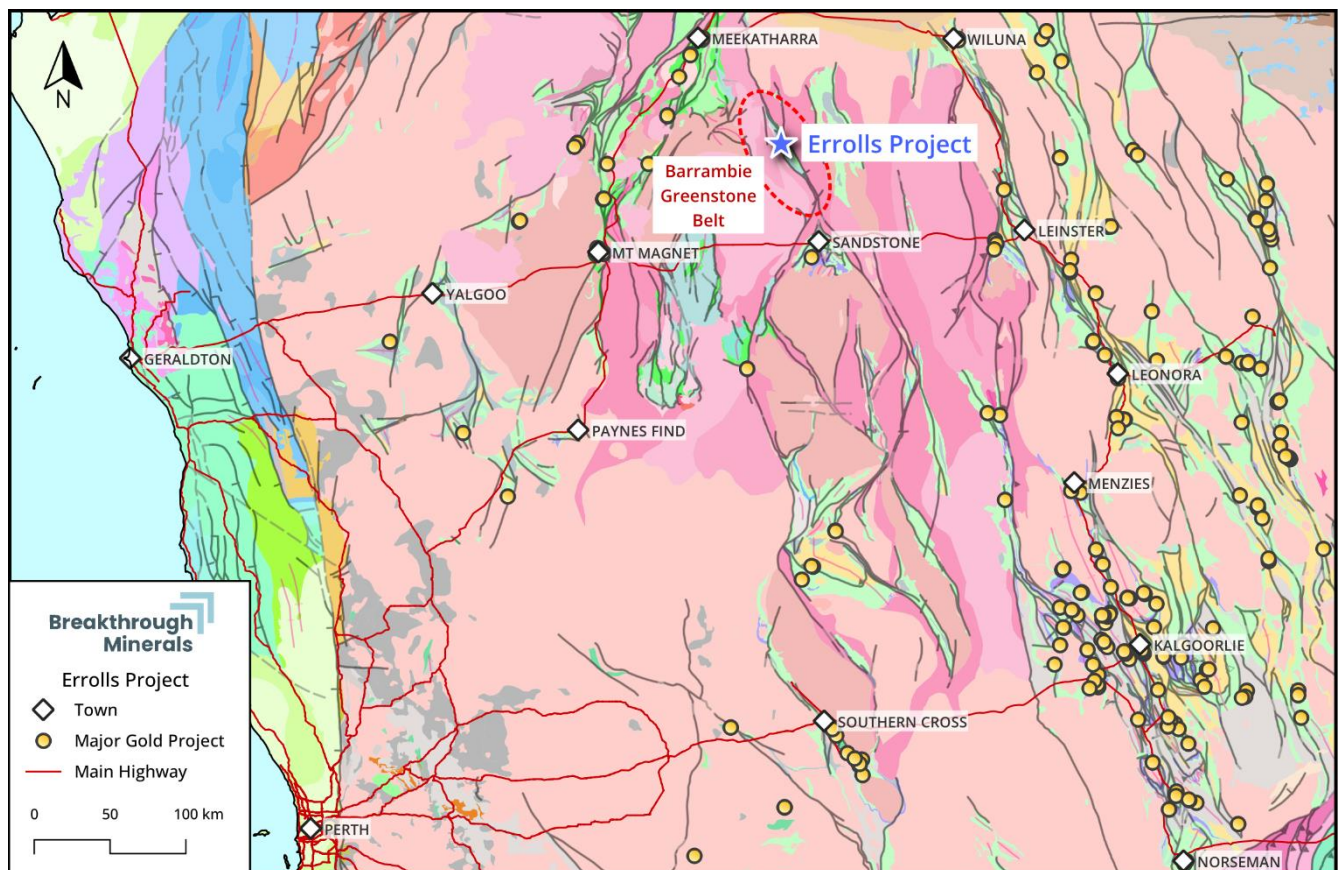 MEEKATHARRA
WILUNA
N
Errolls Project
Barrambie
Greenstone
Belt
LEINSTER
SANDSTONE
MT MAGNET
YALGOO
GERALDTON
LEONORA
PAYNES FIND
MENZIES
KALGOORLIE
SOUTHERN CROSS
PERTH
NORSEMAN
Breakthrough
Minerals
Errolls Project
Town
Major Gold Project
Main Highway
0 50 100 km